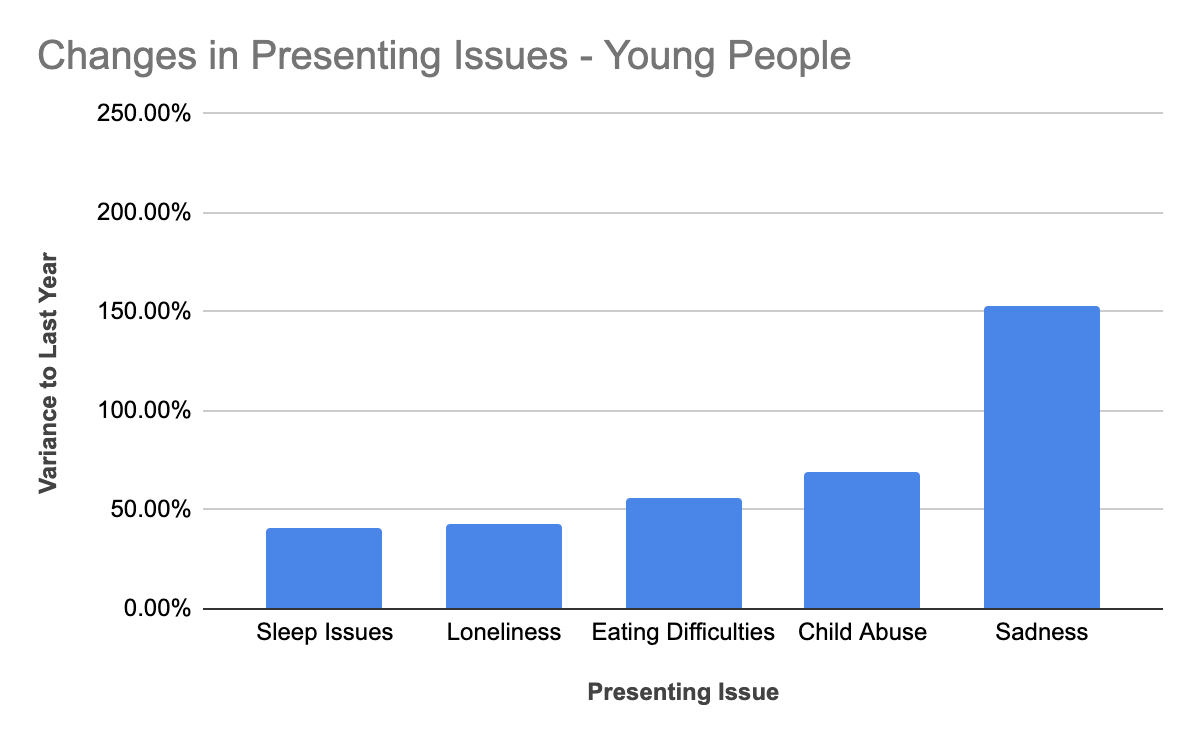 Changes in Presenting Issues - Young People
250.00%
200.00%
150.00%
100.00%
50.00%
0.00%
Variance to Last Year
Sleep Issues
Loneliness
Eating Difficulties
Child Abuse
Sadness
Presenting Issue